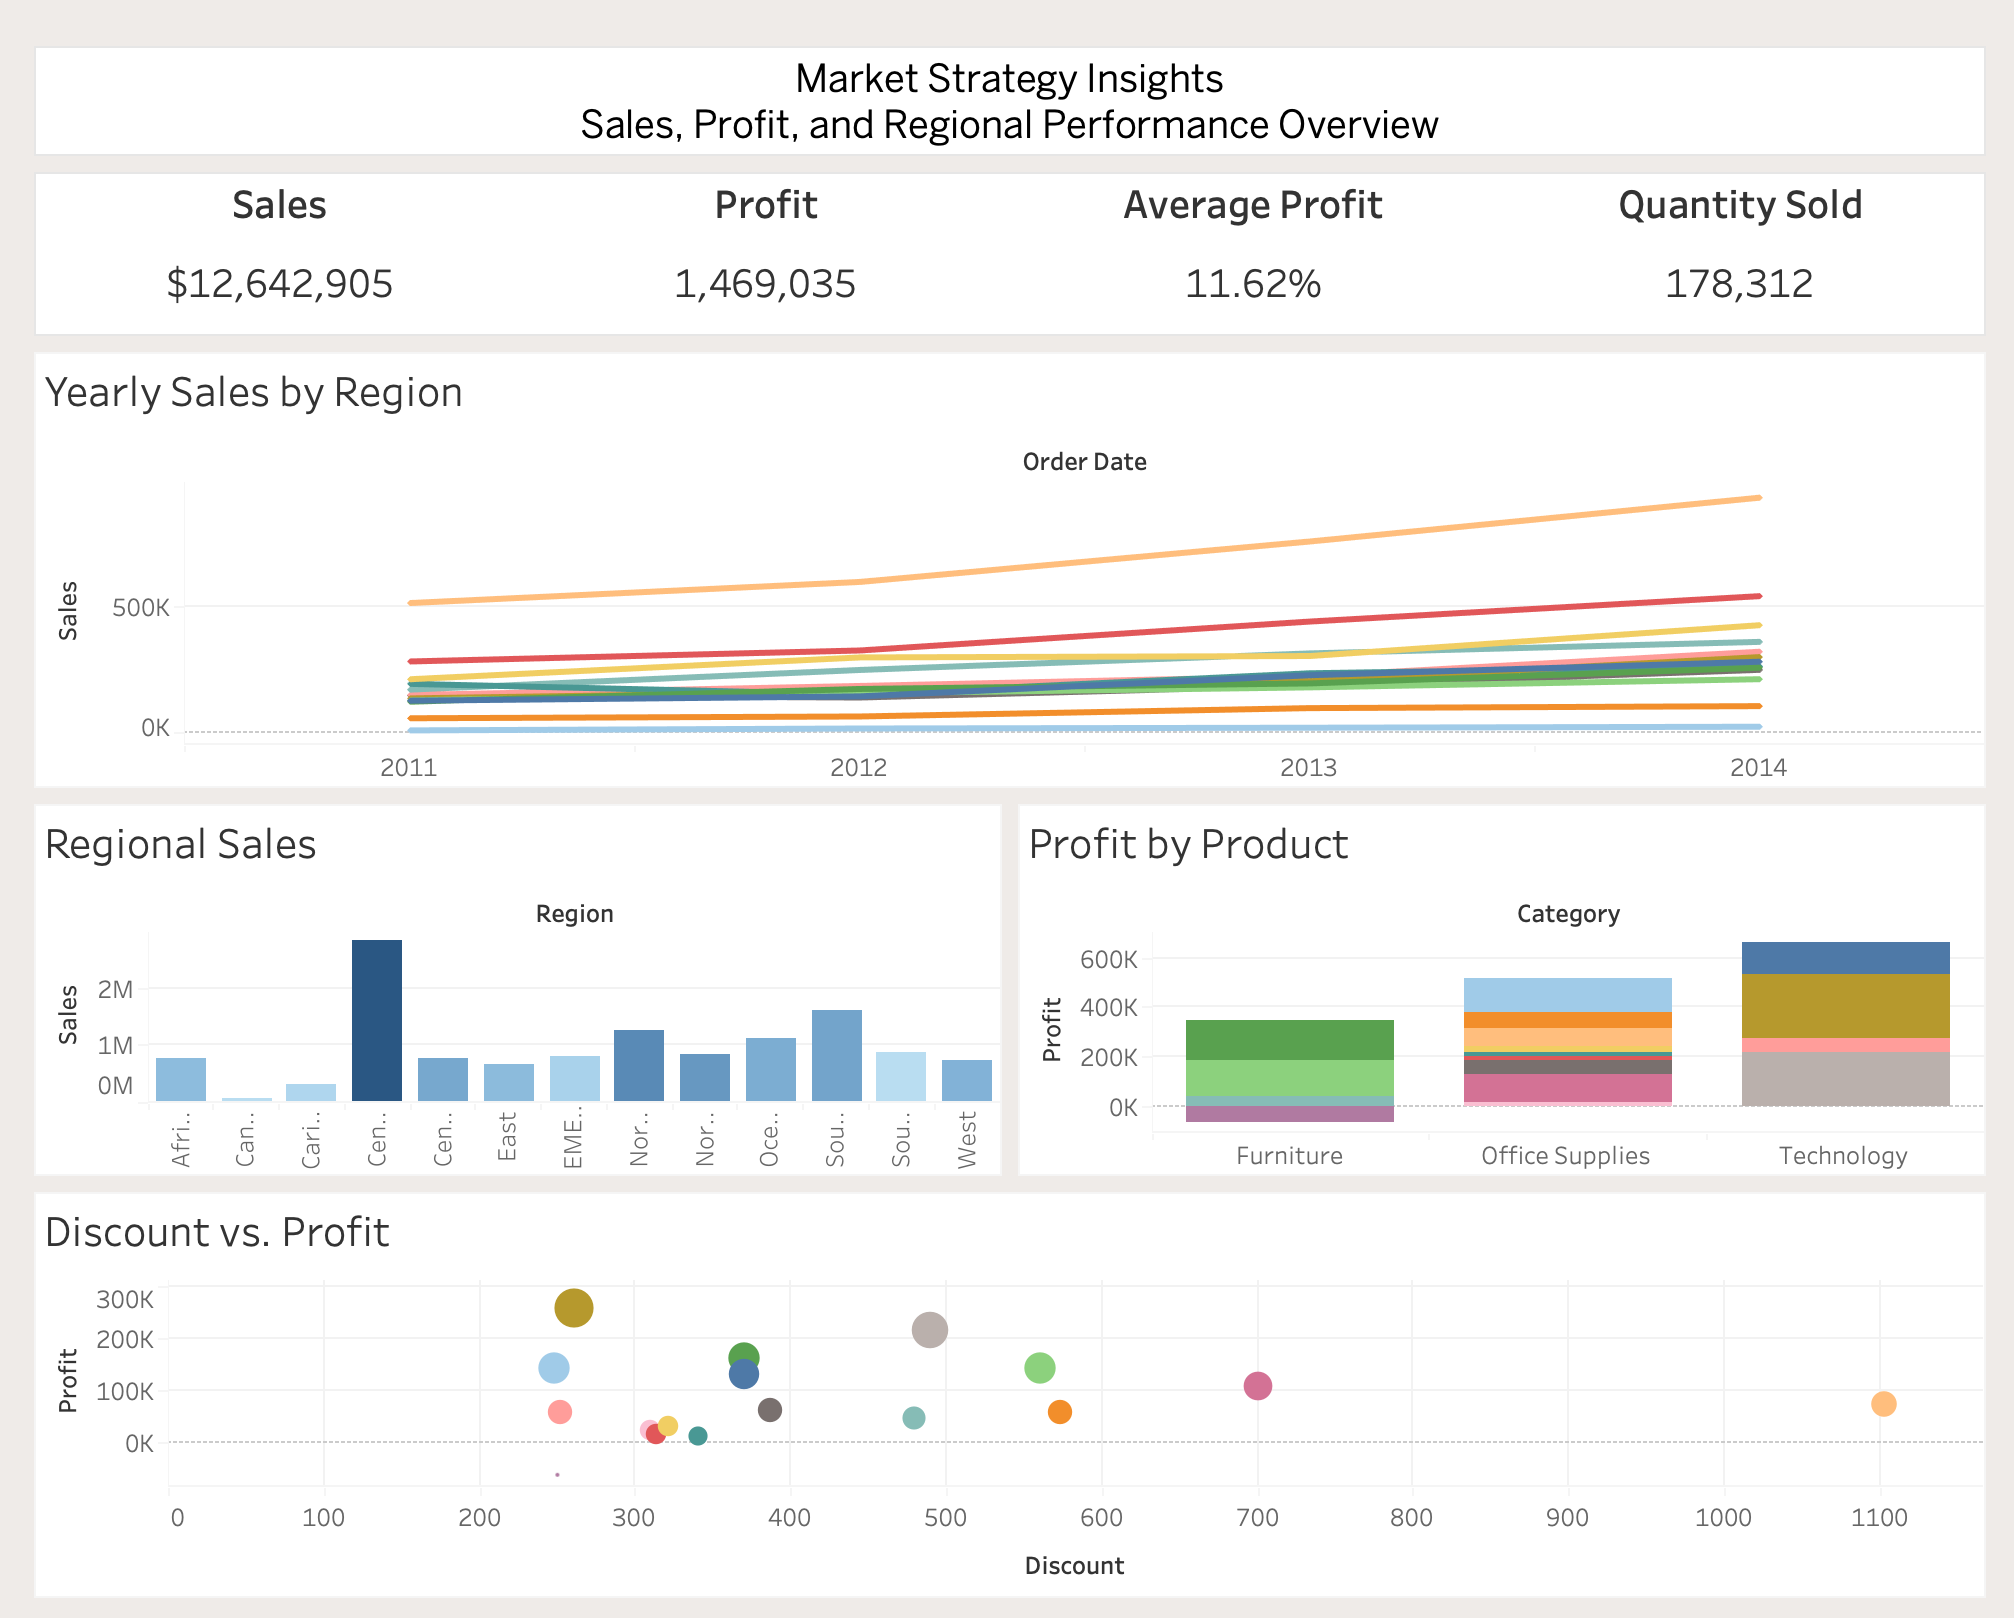 Market Strategy Insights
Sales, Profit, and Regional Performance Overview
Sales Profit Average Profit Quantity Sold
$12,642,905 1,469,035 11.62% 178,312
Yearly Sales by Region
Order Date
Sales
500K
0K
2011 2012 2013 2014
Regional Sales
Region
Sales
2M
1M
0M
Afri.. Can.. Cari.. Cen.. Cen.. East EME.. Nor.. Nor.. Oce.. Sou.. Sou.. West
Profit by Product
Category
Profit
600K
400K
200K
0K
Furniture Office Supplies Technology
Discount vs. Profit
Profit
300K
200K
100K
0K
0 100 200 300 400 500 600 700 800 900 1000 1100
Discount